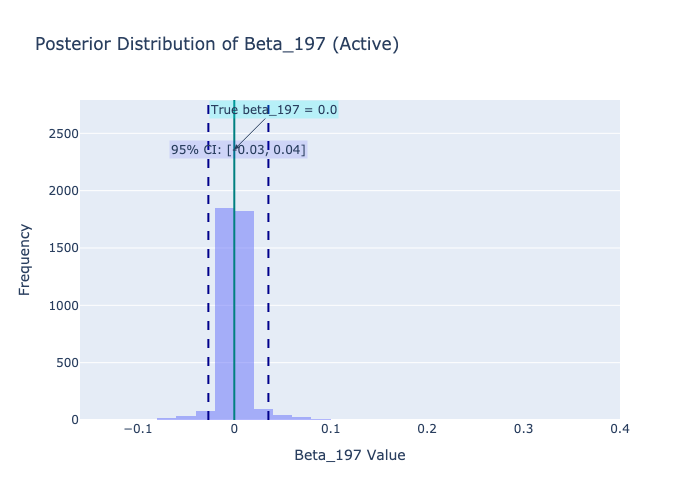 Posterior Distribution of Beta_197 (Active)
True beta_197 = 0.0
95% CI: [-0.03, 0.04]
2500
2000
1500
1000
500
0
Frequency
−0.1 0 0.1 0.2 0.3 0.4
Beta_197 Value